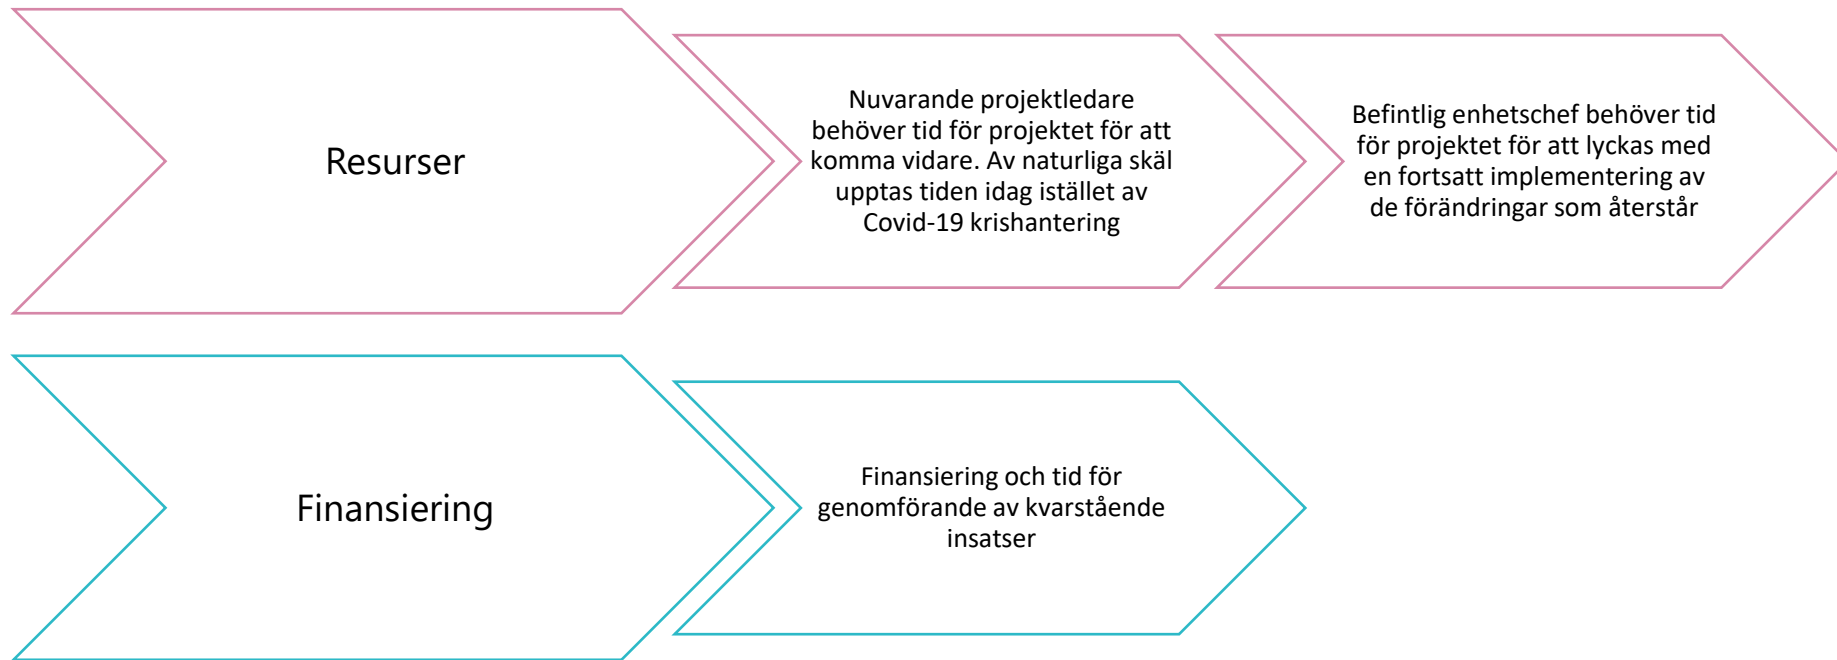 Resurser
Nuvarande projektledare
behöver tid för projektet för att
komma vidare. Av naturliga skäl
upptas tiden idag istället av
Covid-19 krishantering
Befintlig enhetschef behöver tid
för projektet för att lyckas med
en fortsatt implementering av
de förändringar som återstår
Finansiering
Finansiering och tid för
genomförande av kvarstående
insatser